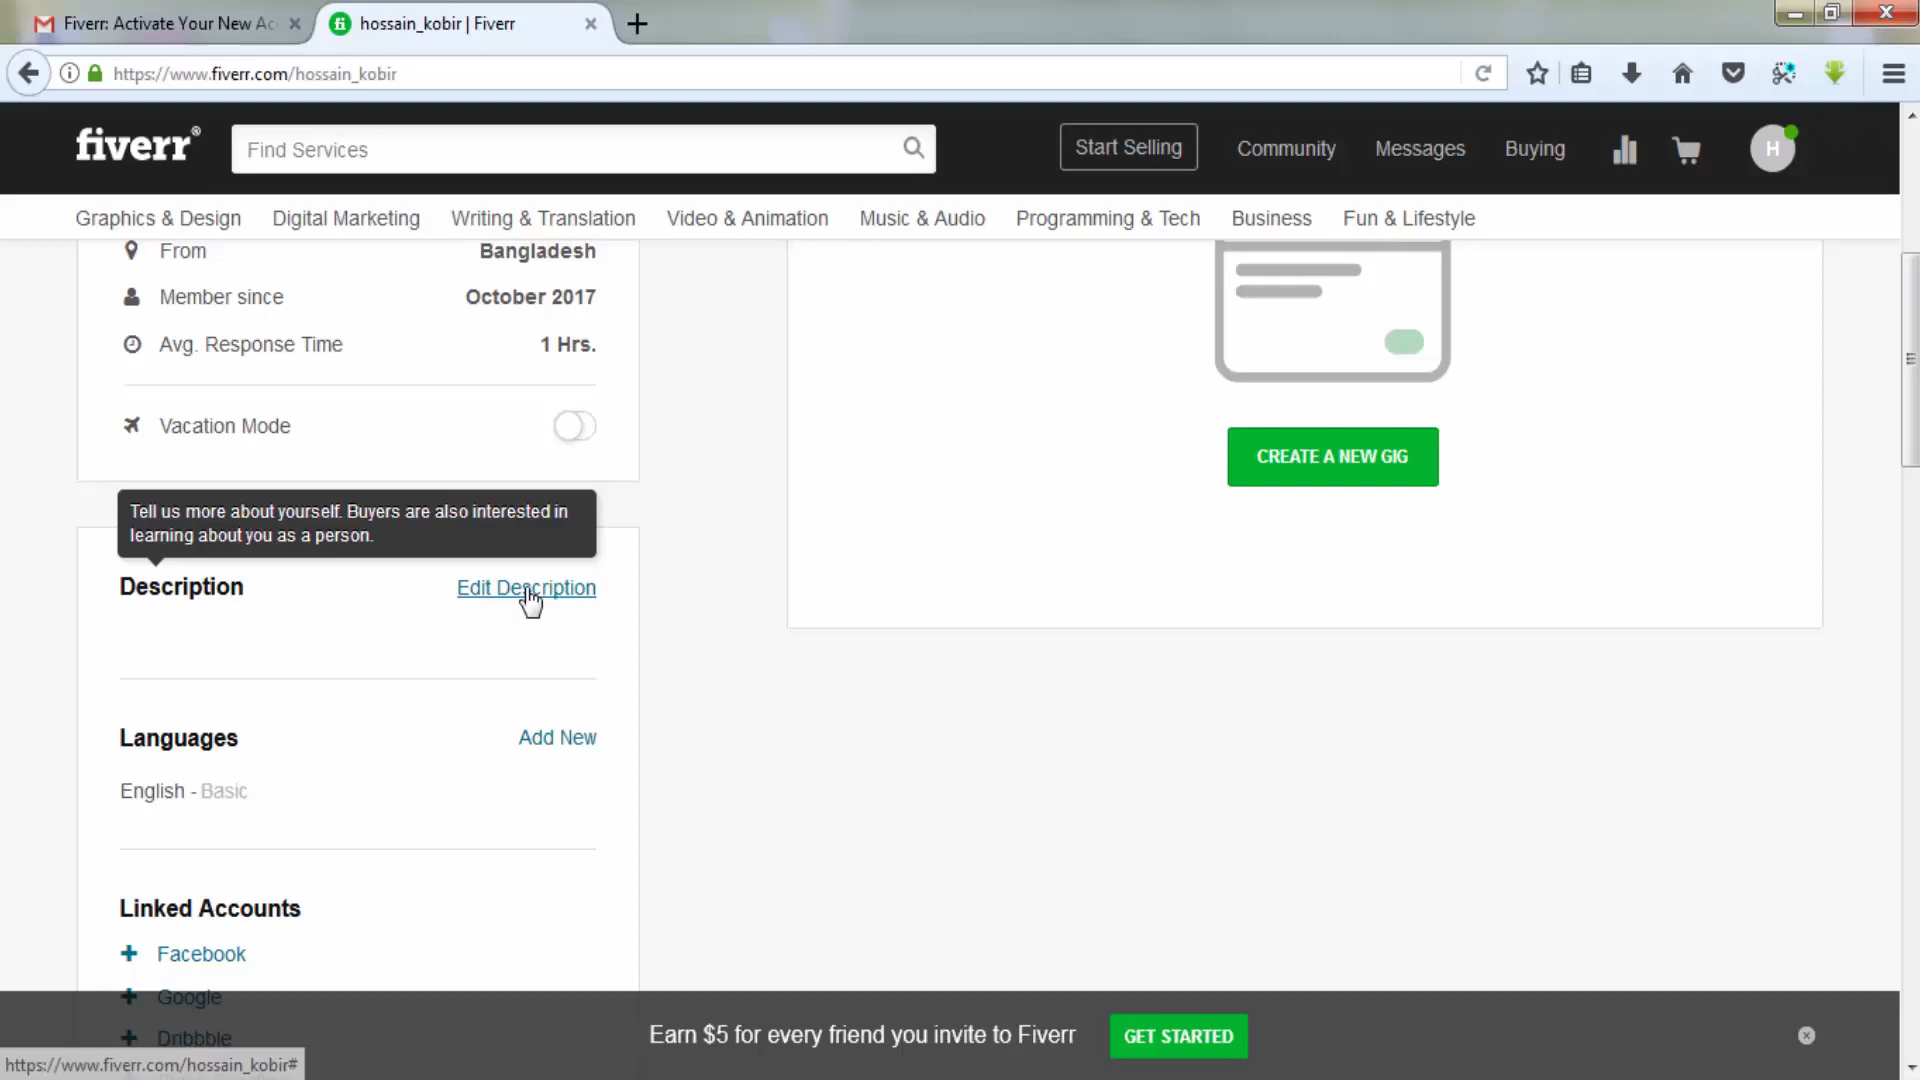 Fiverr: Activate Your New Ac
hossain_kobir | Fiverr
https://www.fiverr.com/hossain_kobir
fiverr®
Find Services
Start Selling
Community
Messages
Buying
H
Graphics & Design
Digital Marketing
Writing & Translation
Video & Animation
Music & Audio
Programming & Tech
Business
Fun & Lifestyle
From Bangladesh
Member since October 2017
Avg. Response Time 1 Hrs.
Vacation Mode
CREATE A NEW GIG
Tell us more about yourself. Buyers are also interested in
learning about you as a person.
Description Edit Description
Languages Add New
English - Basic
Linked Accounts
Facebook
Google
Dribbble
Earn $5 for every friend you invite to Fiverr
GET STARTED
https://www.fiverr.com/hossain_kobir#